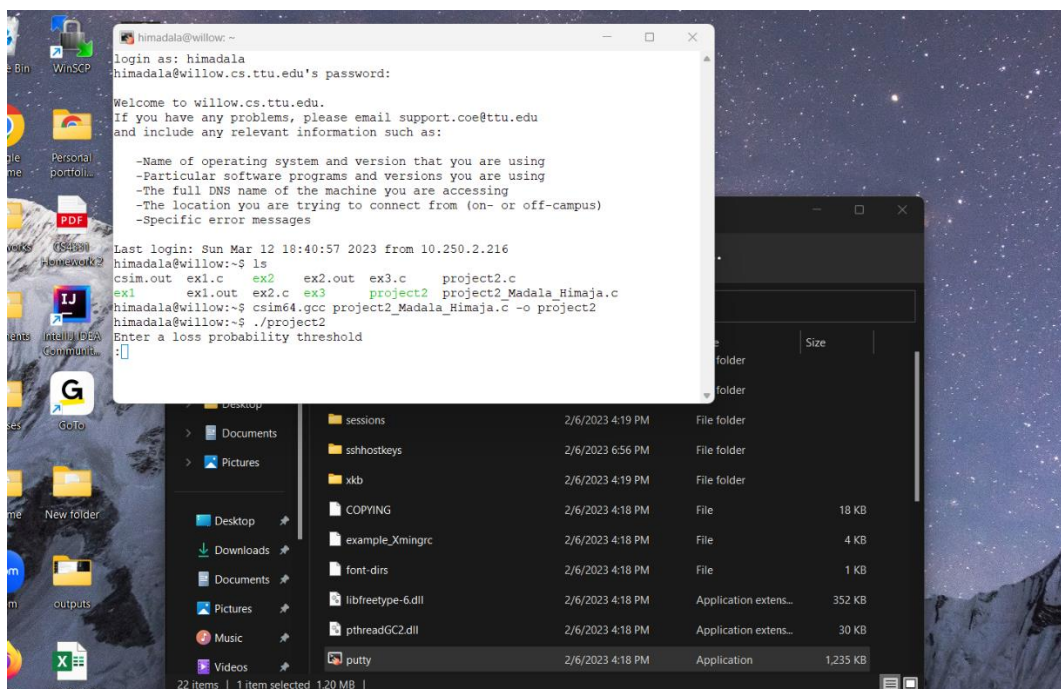 himadala@willow: ~
login as: himadala
himadala@willow.cs.ttu.edu's password:
Welcome to willow.cs.ttu.edu.
If you have any problems, please email support.coe@ttu.edu
and include any relevant information such as:
-Name of operating system and version that you are using
-Particular software programs and versions you are using
-The full DNS name of the machine you are accessing
-The location you are trying to connect from (on- or off-campus)
-Specific error messages
Last login: Sun Mar 12 18:40:57 2023 from 10.250.2.216
himadala@willow:~$ ls
csim.out ex1.c ex2 ex2.out ex3.c project2.c
ex1 ex1.out ex2.c ex3 project2 project2_Madala_Himaja.c
himadala@willow:~$ csim64.gcc project2_Madala_Himaja.c -o project2
himadala@willow:~$ ./project2
Enter a loss probability threshold
:
Bin
WinSCP
Personal
portfoli...
PDF
CS4331
Homework 2
IJ
IntelliJ IDEA
Communit...
G
GoTo
New folder
outputs
X
Size
folder
folder
Desktop
sessions 2/6/2023 4:19 PM File folder
Documents
sshhostkeys 2/6/2023 6:56 PM File folder
Pictures
xkb 2/6/2023 4:19 PM File folder
COPYING 2/6/2023 4:18 PM File 18 KB
Desktop
example_Xmingrc 2/6/2023 4:18 PM File 4 KB
Downloads
font-dirs 2/6/2023 4:18 PM File 1 KB
Documents
libfreetype-6.dll 2/6/2023 4:18 PM Application extens... 352 KB
Pictures
pthreadGC2.dll 2/6/2023 4:18 PM Application extens... 30 KB
Music
putty 2/6/2023 4:18 PM Application 1,235 KB
Videos
22 items | 1 item selected 1.20 MB |